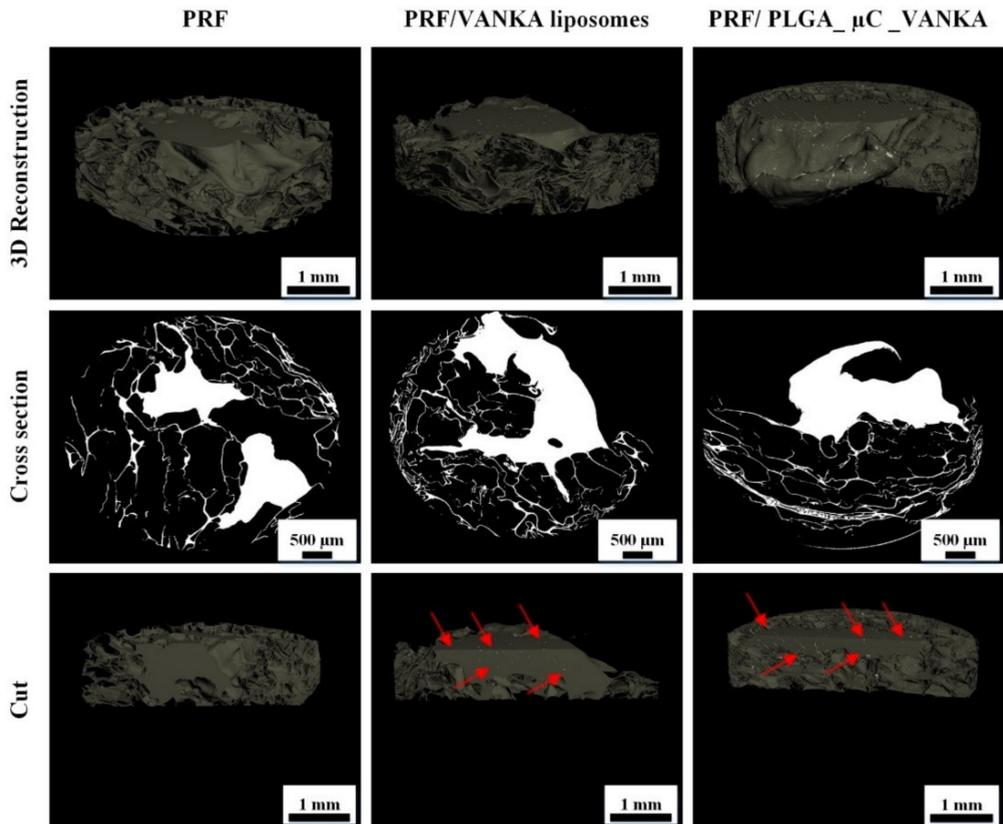 PRF
PRF/VANKA liposomes
PRF/ PLGA_ μC _VANKA
3D Reconstruction
1 mm
1 mm
1 mm
Cross section
500 μm
500 μm
500 μm
Cut
1 mm
1 mm
1 mm